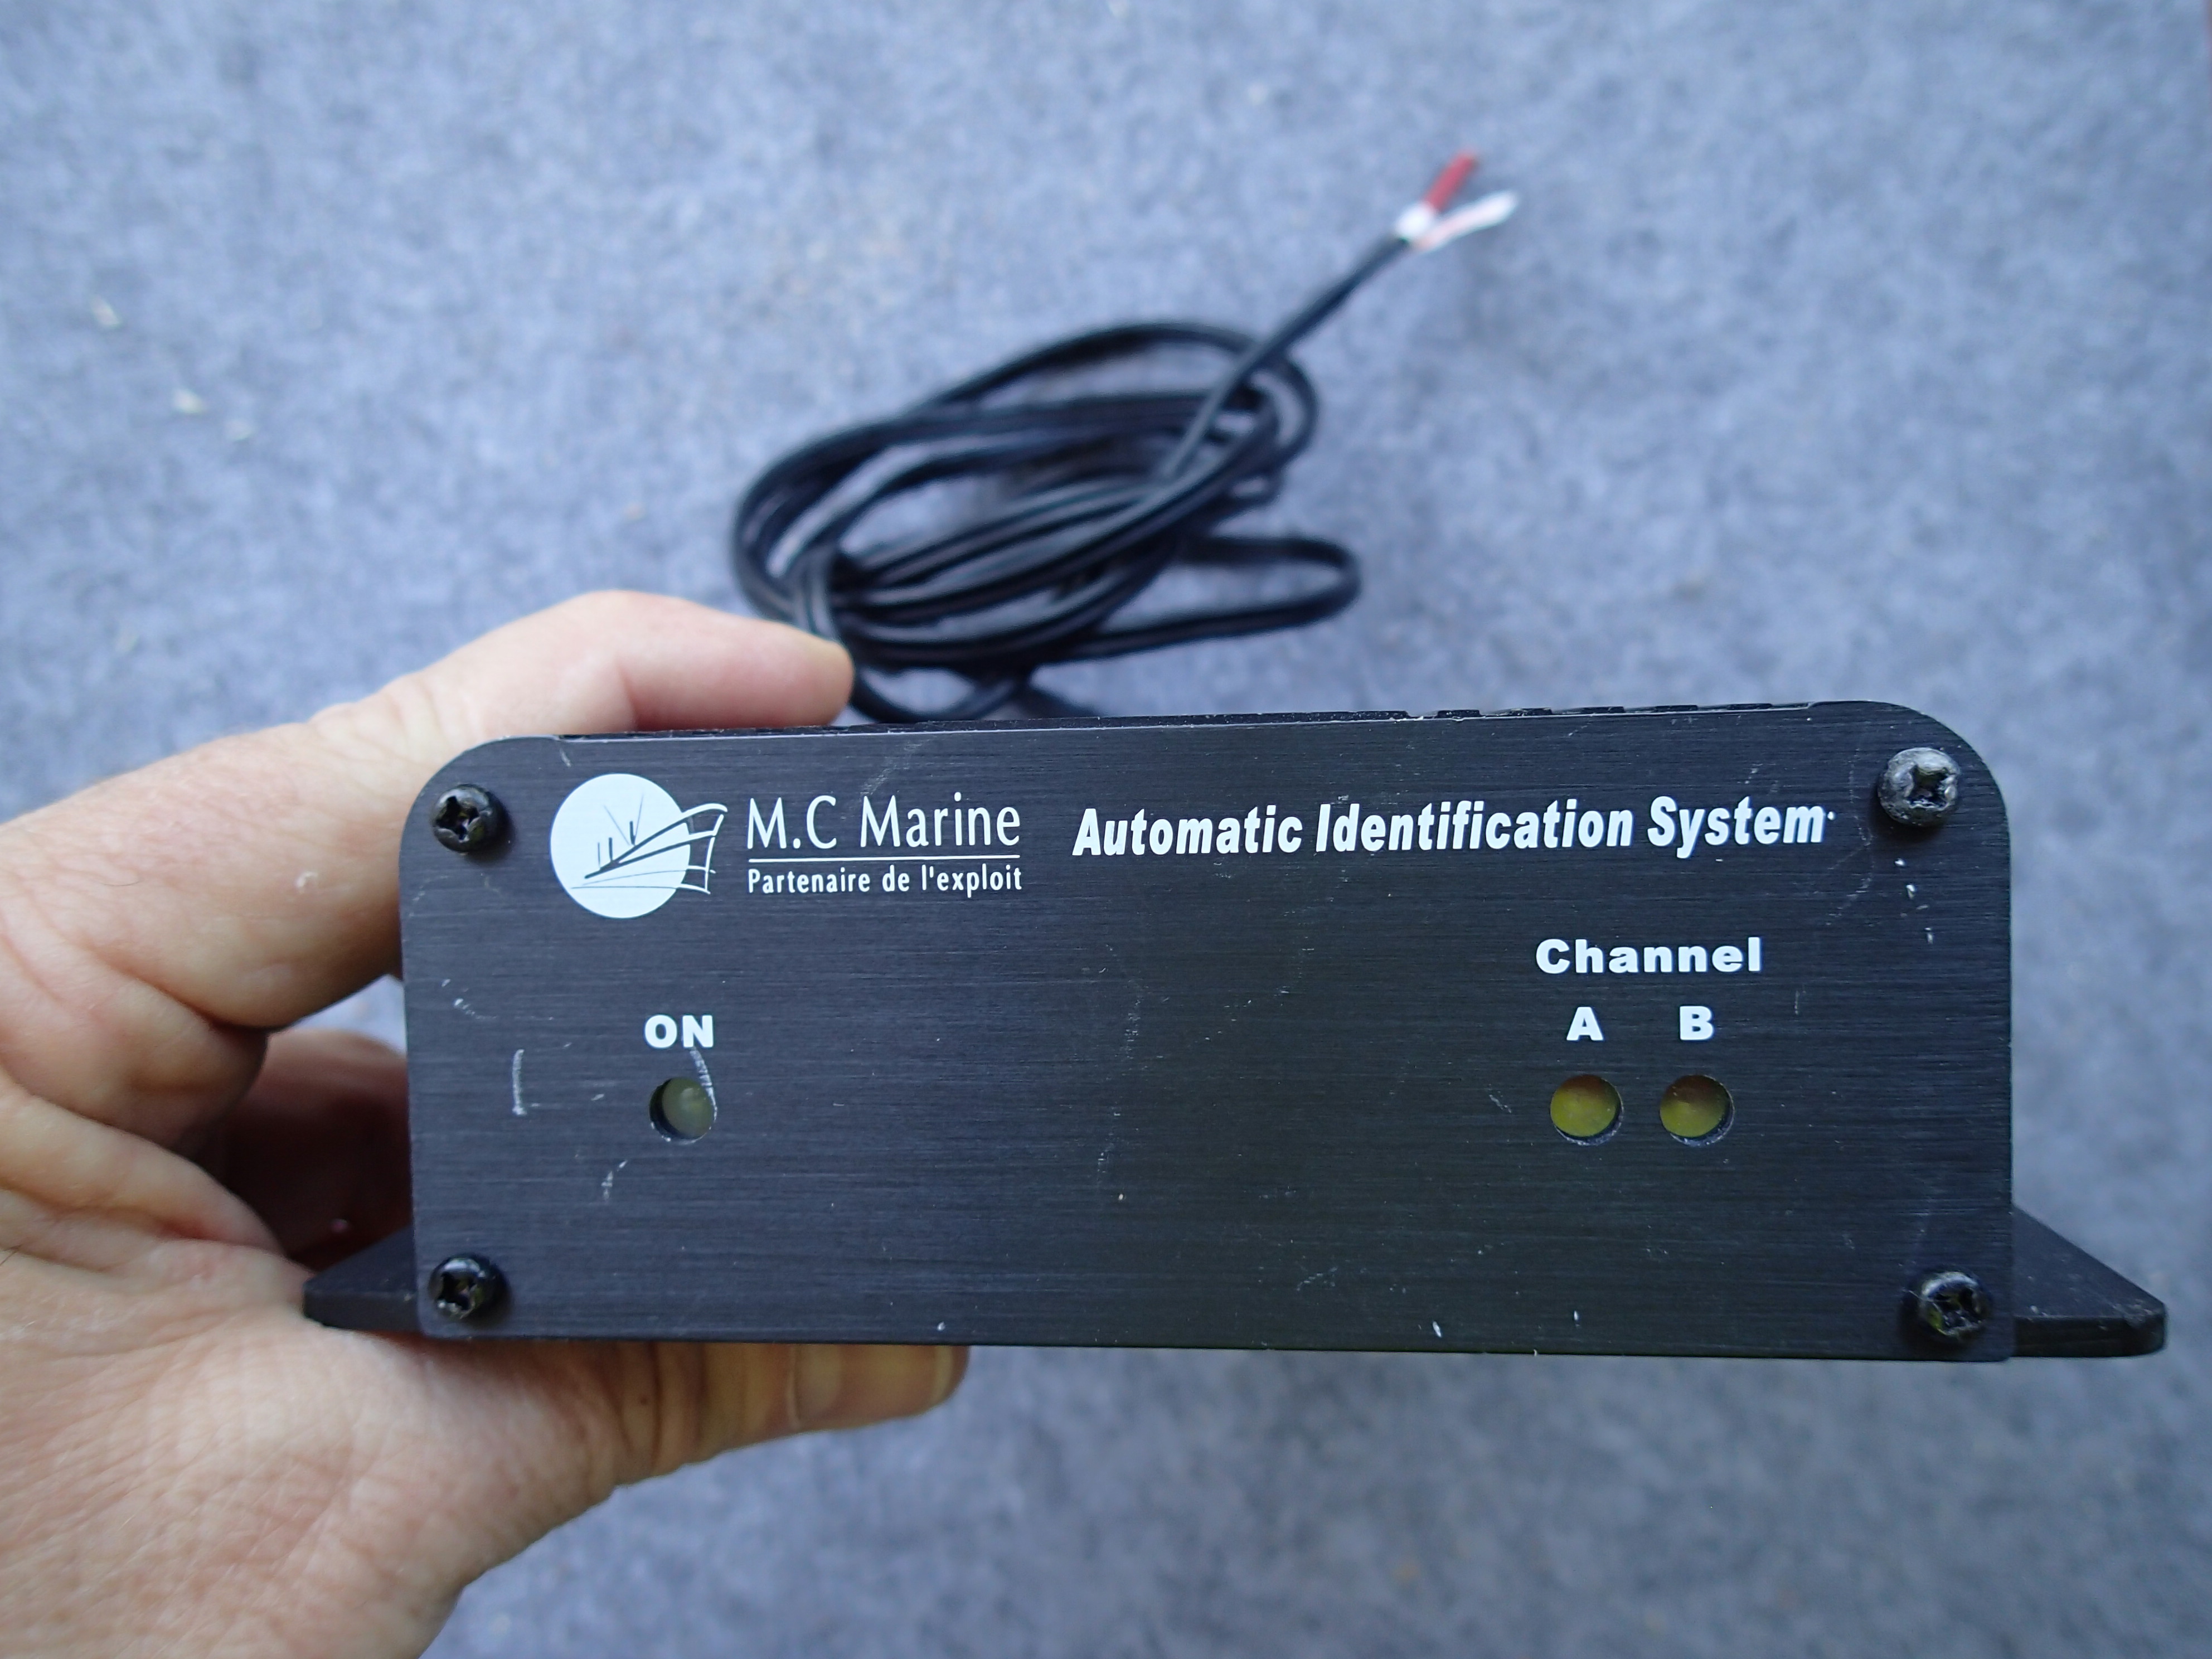 M.C Marine
Partenaire de l'exploit
Automatic Identification System
Channel
A B
ON